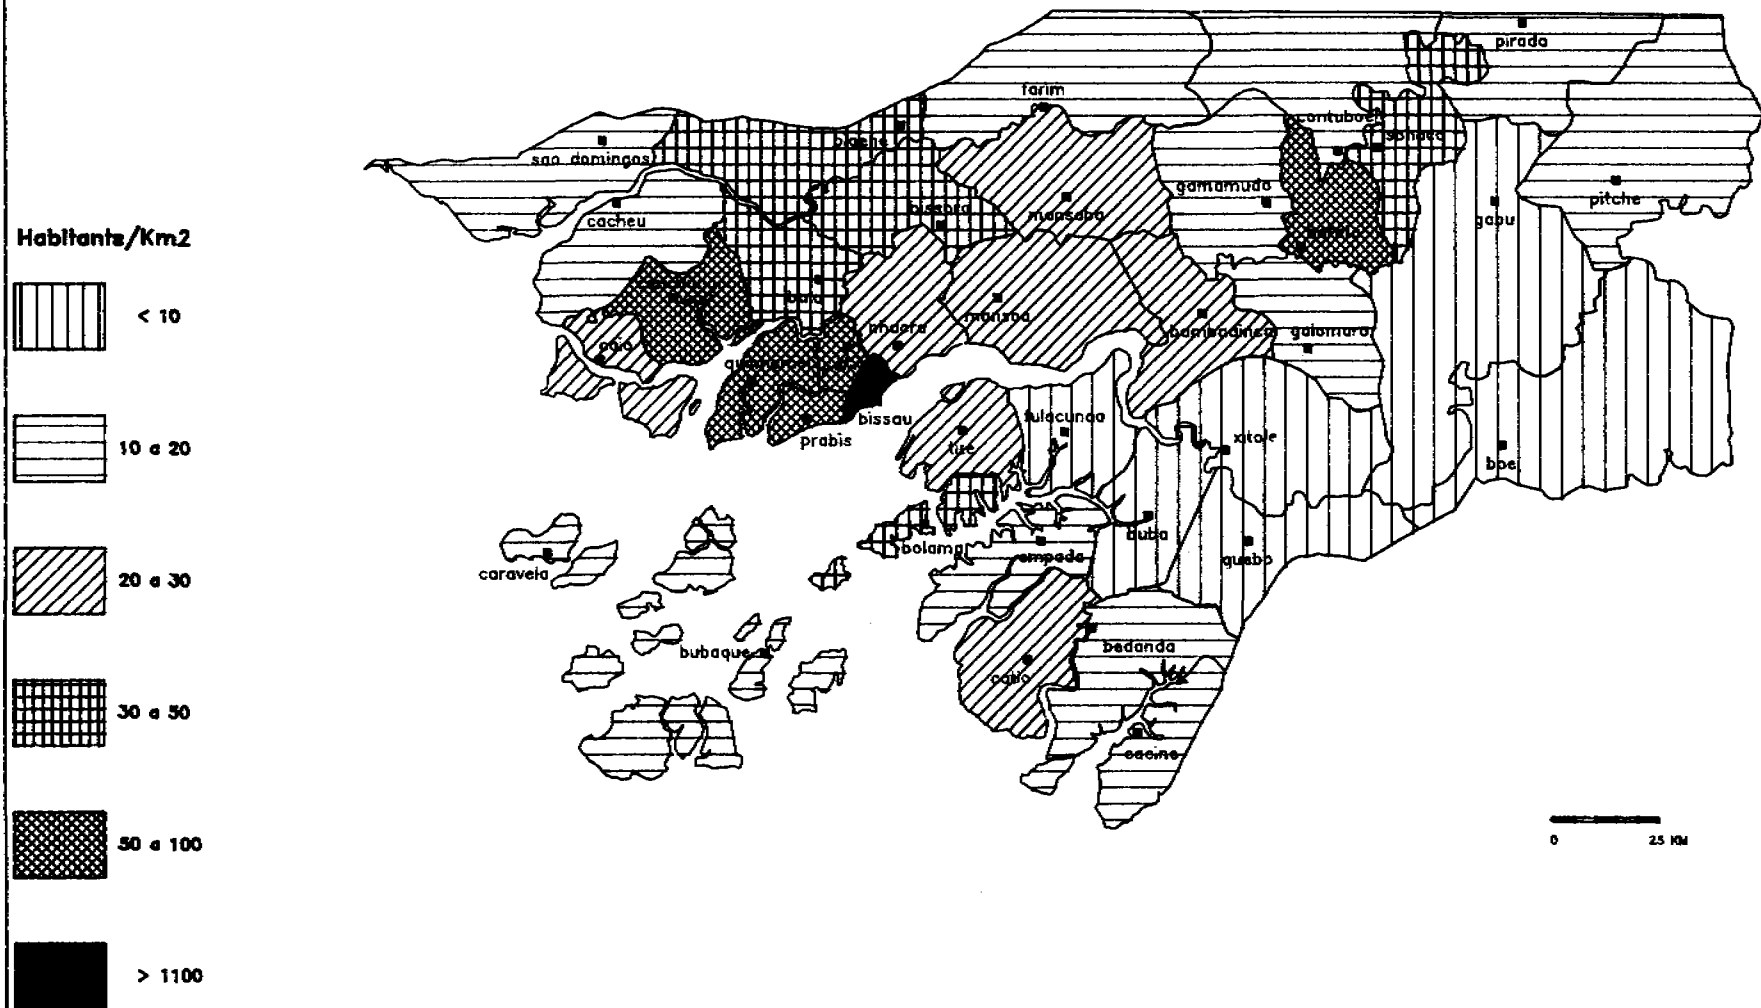 Habitants/Km2
< 10
10 a 20
20 a 30
30 a 50
50 a 100
> 1100
pirada
farim
contuboel
sonaco
bigene
sao domingos
gamamudo
pitche
cacheu
bissora
mansaba
gabu
bula
mansoa
nhacra
bambadinca
galomaro
caio
bissau
fulacunda
prabis
xitole
tite
boe
buba
bolama
empada
quebo
caravela
bubaque
bedanda
catio
cacine
0 25 KM